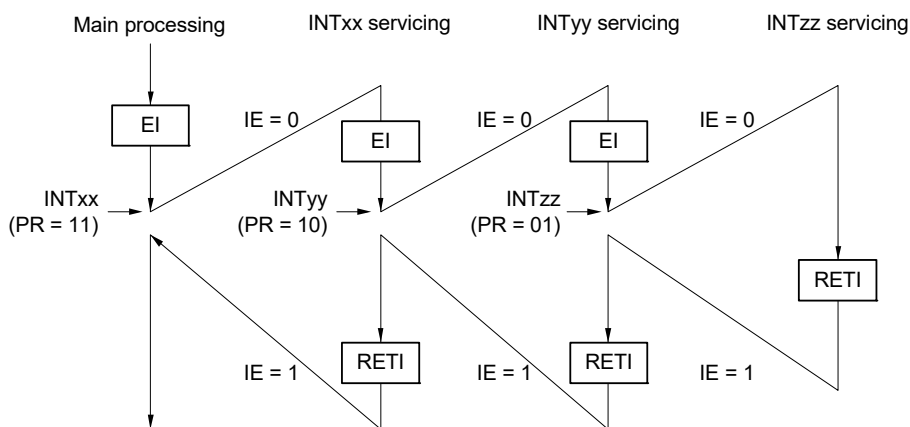 Main processing
INTxx servicing
INTyy servicing
INTzz servicing
EI
IE = 0
EI
IE = 0
EI
IE = 0
INTxx
(PR = 11)
INTyy
(PR = 10)
INTzz
(PR = 01)
RETI
IE = 1
RETI
IE = 1
RETI
IE = 1